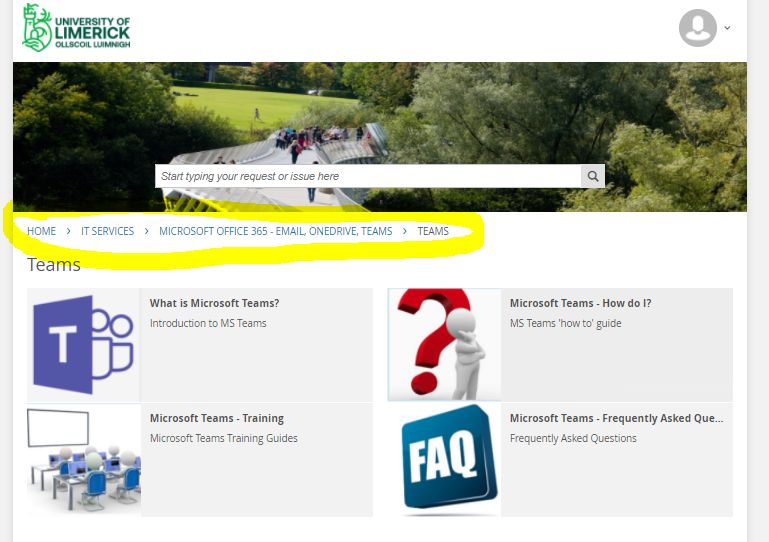 UNIVERSITY OF
LIMERICK
OLLSCOIL LUIMNIGH
Start typing your request or issue here
HOME > IT SERVICES > MICROSOFT OFFICE 365 - EMAIL, ONEDRIVE, TEAMS > TEAMS
Teams
T
What is Microsoft Teams?
Introduction to MS Teams
?
Microsoft Teams - How do I?
MS Teams 'how to' guide
Microsoft Teams - Training
Microsoft Teams Training Guides
FAQ
Microsoft Teams - Frequently Asked Que...
Frequently Asked Questions